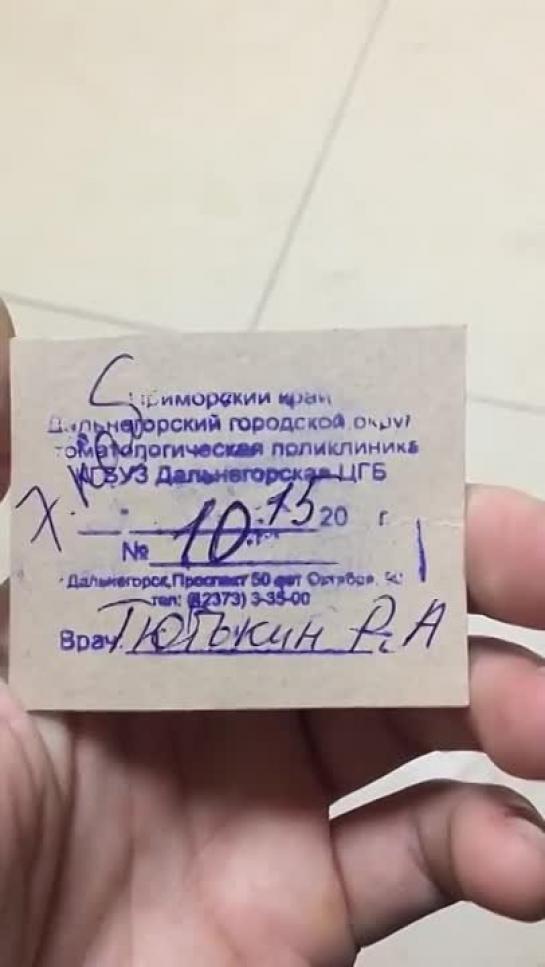 Приморский край
Дальнегорский городской округ
стоматологическая поликлиника
КГБУЗ Дальнегорская ЦГБ
10:15 20 г.
№
г. Дальнегорск, Проспект 50 лет Октября,
тел: (42373) 3-35-00
Врач Тютькин Р. А